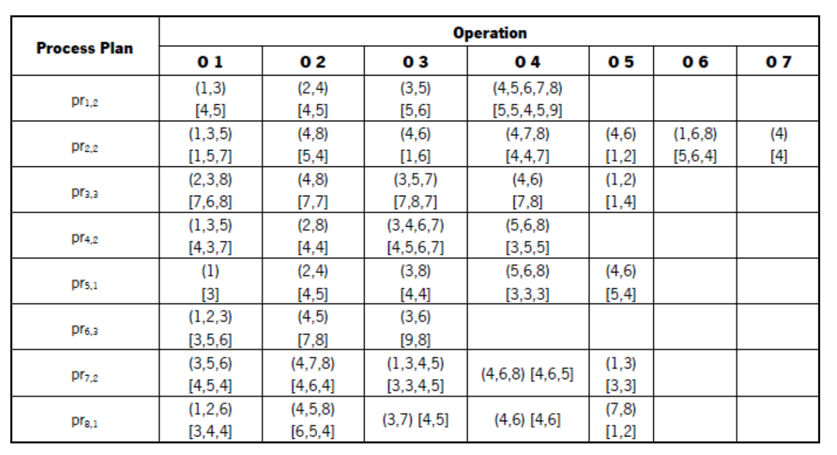 Process Plan
Operation
O 1 O 2 O 3 O 4 O 5 O 6 O 7
pr1,2
(1,3) (2,4) (3,5) (4,5,6,7,8)
[4,5] [4,5] [5,6] [5,5,4,5,9]
pr2,2
(1,3,5) (4,8) (4,6) (4,7,8) (4,6) (1,6,8) (4)
[1,5,7] [5,4] [1,6] [4,4,7] [1,2] [5,6,4] [4]
pr3,3
(2,3,8) (4,8) (3,5,7) (4,6) (1,2)
[7,6,8] [7,7] [7,8,7] [7,8] [1,4]
pr4,2
(1,3,5) (2,8) (3,4,6,7) (5,6,8)
[4,3,7] [4,4] [4,5,6,7] [3,5,5]
pr5,1
(1) (2,4) (3,8) (5,6,8) (4,6)
[3] [4,5] [4,4] [3,3,3] [5,4]
pr6,3
(1,2,3) (4,5) (3,6)
[3,5,6] [7,8] [9,8]
pr7,2
(3,5,6) (4,7,8) (1,3,4,5) (4,6,8) [4,6,5] (1,3)
[4,5,4] [4,6,4] [3,3,4,5] [3,3]
pr8,1
(1,2,6) (4,5,8) (3,7) [4,5] (4,6) [4,6] (7,8)
[3,4,4] [6,5,4] [1,2]